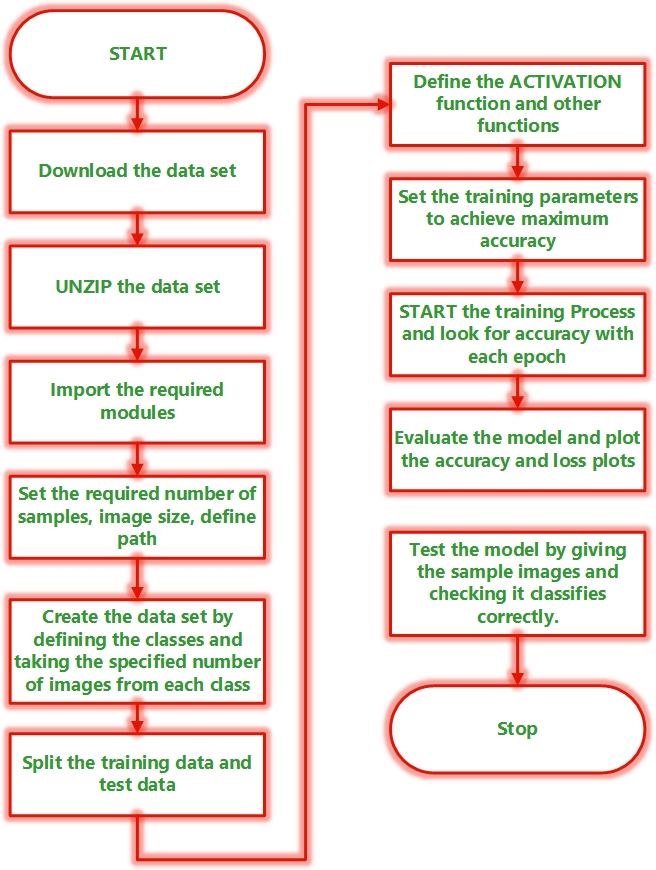 START
Download the data set
UNZIP the data set
Import the required
modules
Set the required number of
samples, image size, define
path
Create the data set by
defining the classes and
taking the specified number
of images from each class
Split the training data and
test data
Define the ACTIVATION
function and other
functions
Set the training parameters
to achieve maximum
accuracy
START the training Process
and look for accuracy with
each epoch
Evaluate the model and plot
the accuracy and loss plots
Test the model by giving
the sample images and
checking it classifies
correctly.
Stop